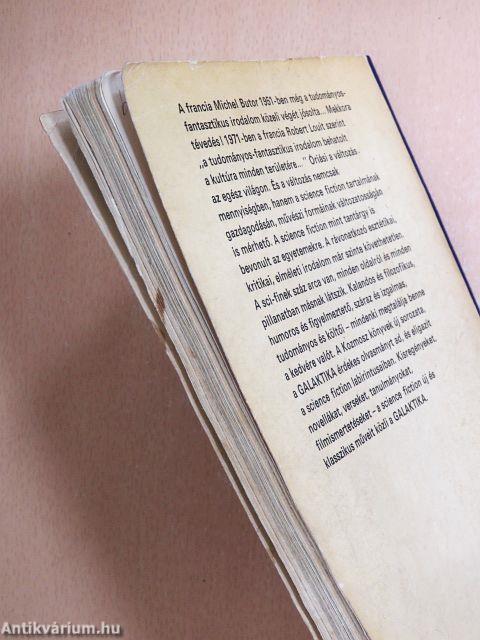 A francia Michel Butor 1951-ben még a tudományos-
fantasztikus irodalom közeli végét jósolta... Mekkora
tévedés! 1971-ben a francia Robert Louit szerint
„a tudományos-fantasztikus irodalom behatolt
a kultúra minden területére..." Óriási a változás
az egész világon. És a változás nemcsak
mennyiségben, hanem a science fiction tartalmának
gazdagodásán, művészi formáinak változatosságán
is mérhető. A science fiction mint tantárgy is
bevonult az egyetemekre. A rávonatkozó esztétikai,
kritikai, elméleti irodalom már szinte követhetetlen.
A sci-finek száz arca van, minden oldalról és minden
pillanatban másnak látszik. Kalandos és filozofikus,
humoros és figyelmeztető, száraz és izgalmas,
tudományos és költői – mindenki megtalálja benne
a kedvére valót. A Kozmosz könyvek új sorozata,
a GALAKTIKA érdekes olvasmányt ad, és eligazít
a science fiction labirintusaiban. Kisregényeket,
novellákat, verseket, tanulmányokat,
filmismertetéseket – a science fiction új és
klasszikus műveit közli a GALAKTIKA.
Antikvárium.hu